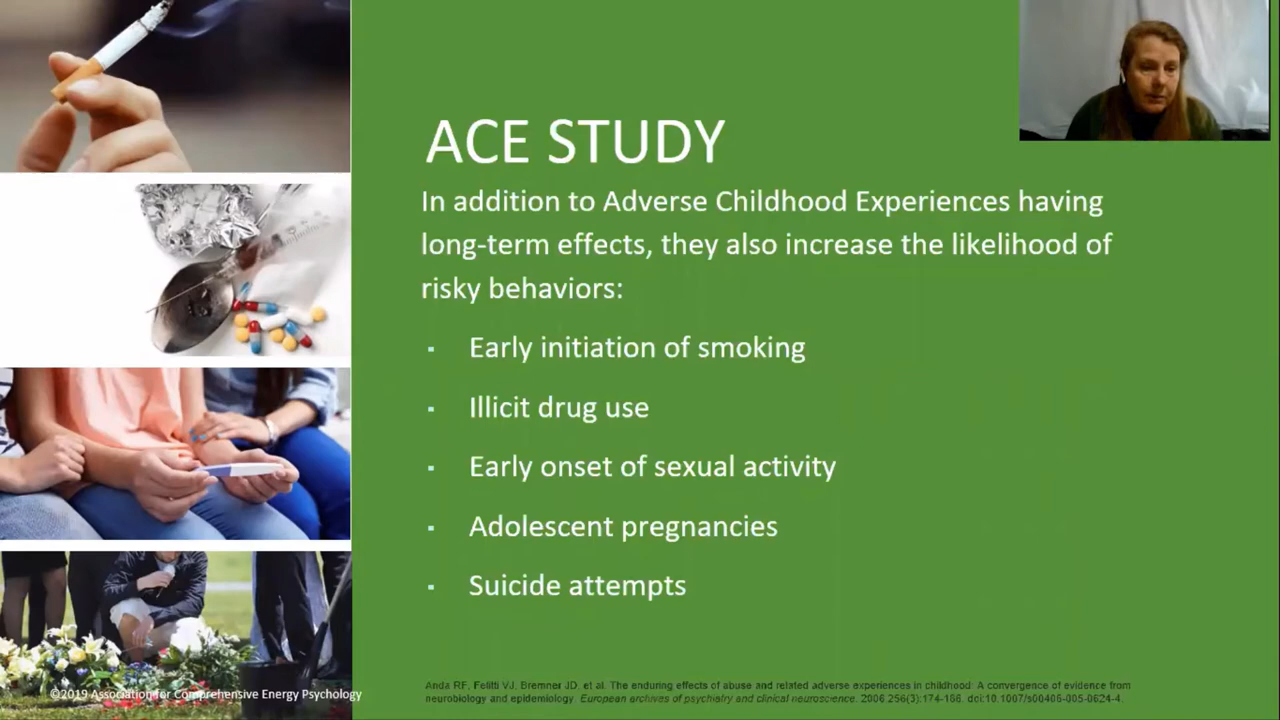 ACE STUDY
In addition to Adverse Childhood Experiences having
long-term effects, they also increase the likelihood of
risky behaviors:
▪ Early initiation of smoking
▪ Illicit drug use
▪ Early onset of sexual activity
▪ Adolescent pregnancies
▪ Suicide attempts
©2019 Association for Comprehensive Energy Psychology
Anda RF, Felitti VJ, Bremner JD, et al. The enduring effects of abuse and related adverse experiences in childhood: A convergence of evidence from
neurobiology and epidemiology. European archives of psychiatry and clinical neuroscience. 2006;256(3):174-186. doi:10.1007/s00406-005-0624-4.